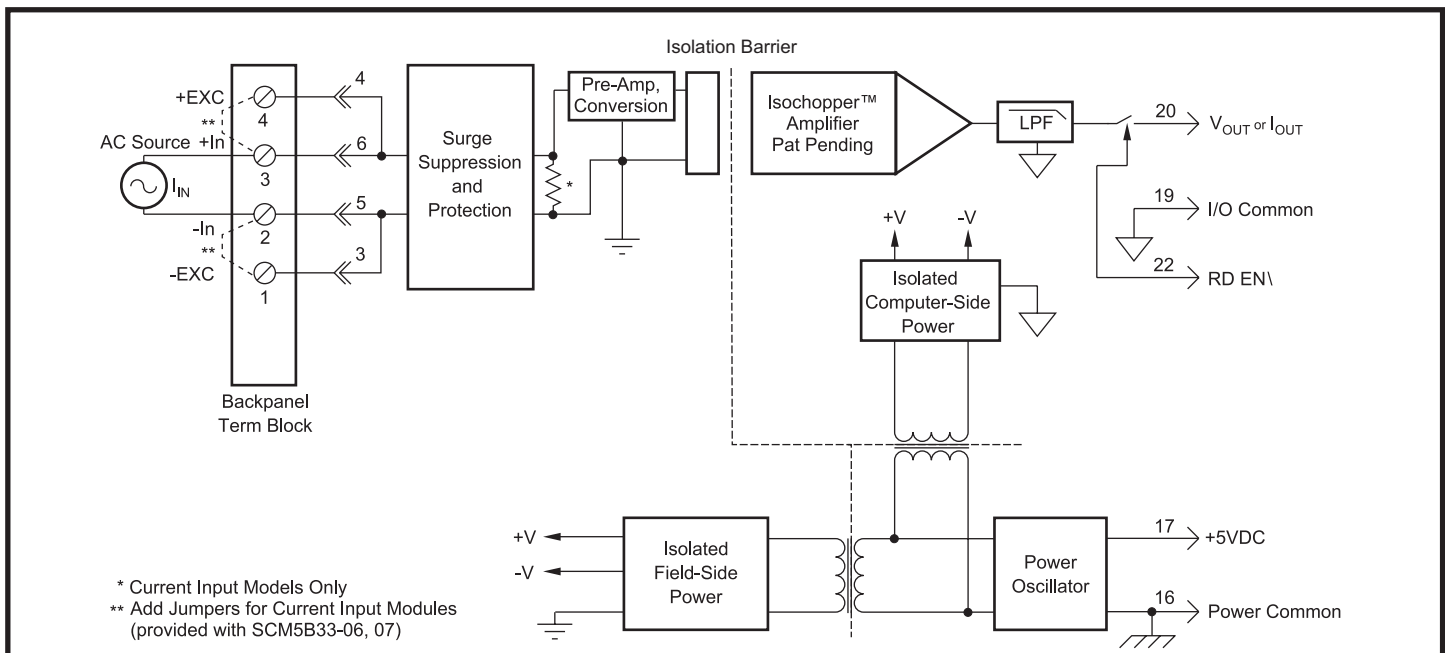 Isolation Barrier
+EXC
4
4
**
AC Source +In
3
6
I_IN
-In
2
5
**
-EXC
1
3
Backpanel
Term Block
Surge
Suppression
and
Protection
*
Pre-Amp,
Conversion
Isochopper™
Amplifier
Pat Pending
LPF
20
V_OUT or I_OUT
19
I/O Common
22
RD EN\
+V
-V
Isolated
Computer-Side
Power
+V
-V
Isolated
Field-Side
Power
Power
Oscillator
17
+5VDC
16
Power Common
* Current Input Models Only
** Add Jumpers for Current Input Modules
(provided with SCM5B33-06, 07)